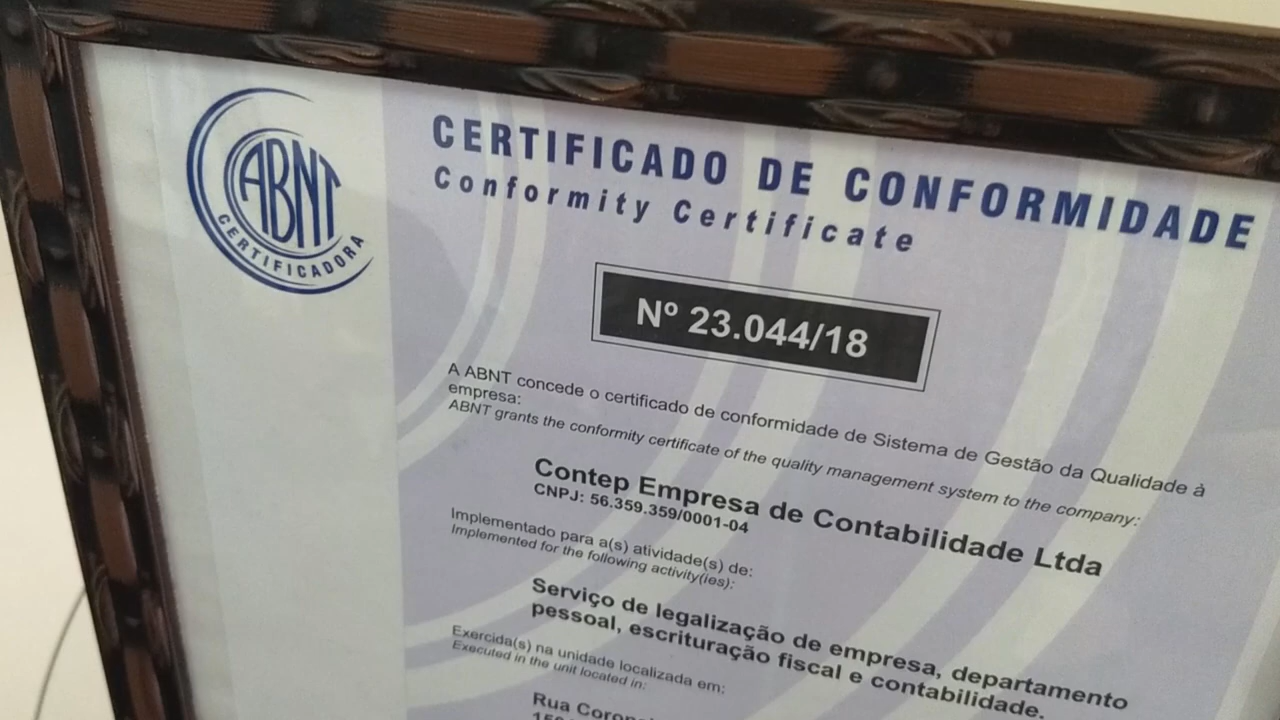 ABNT
CERTIFICADORA
CERTIFICADO DE CONFORMIDADE
Conformity Certificate
Nº 23.044/18
A ABNT concede o certificado de conformidade de Sistema de Gestão da Qualidade à
empresa:
ABNT grants the conformity certificate of the quality management system to the company:
Contep Empresa de Contabilidade Ltda
CNPJ: 56.359.359/0001-04
Implementado para a(s) atividade(s) de:
Implemented for the following activity(ies):
Serviço de legalização de empresa, departamento
pessoal, escrituração fiscal e contabilidade.
Exercida(s) na unidade localizada em:
Executed in the unit located in:
Rua